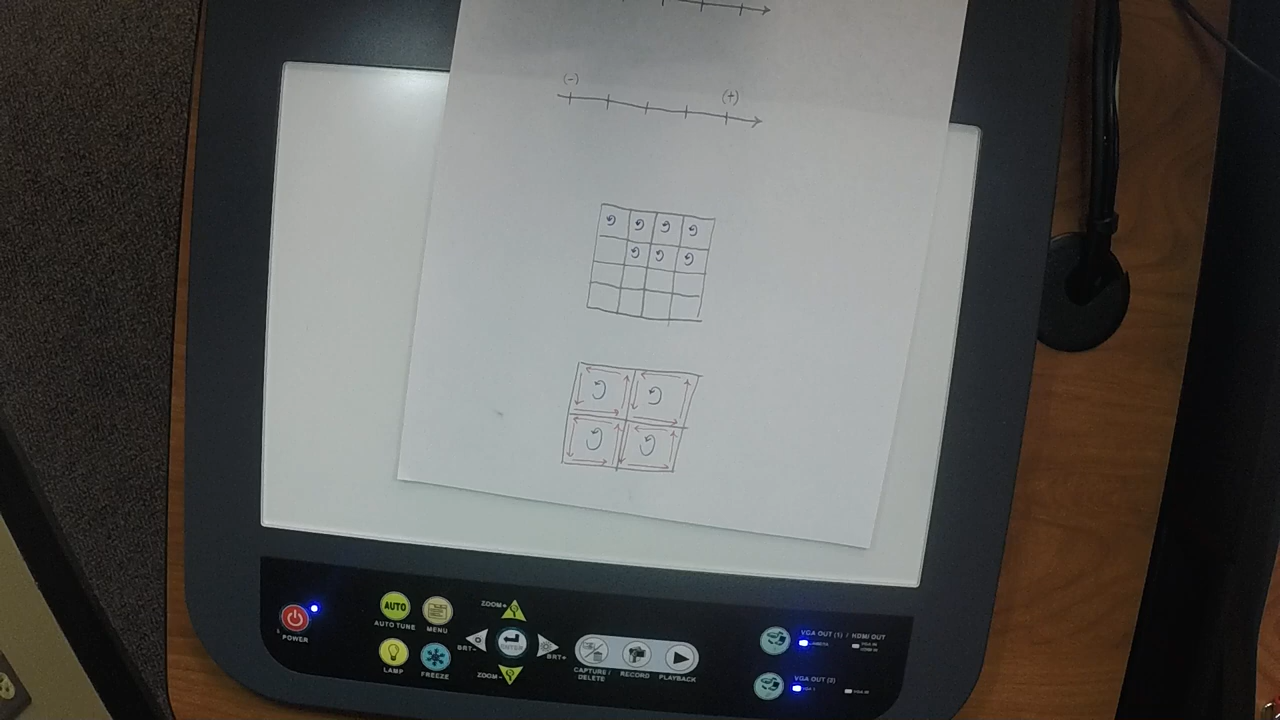 (-)
(+)
POWER
AUTO
AUTO TUNE
MENU
LAMP
FREEZE
ZOOM+
BRT-
ENTER
BRT+
ZOOM-
CAPTURE /
DELETE
RECORD
PLAYBACK
VGA OUT (1) / HDMI OUT
VGA OUT (2)